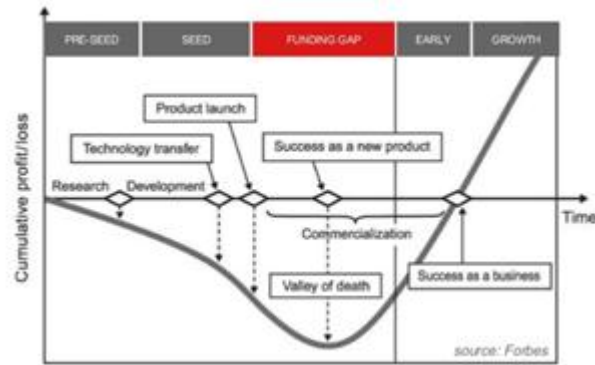 PRE-SEED SEED FUNDING GAP EARLY GROWTH
Cumulative profit/loss
Product launch
Technology transfer
Success as a new product
Research Development
Time
Commercialization
Valley of death
Success as a business
source: Forbes